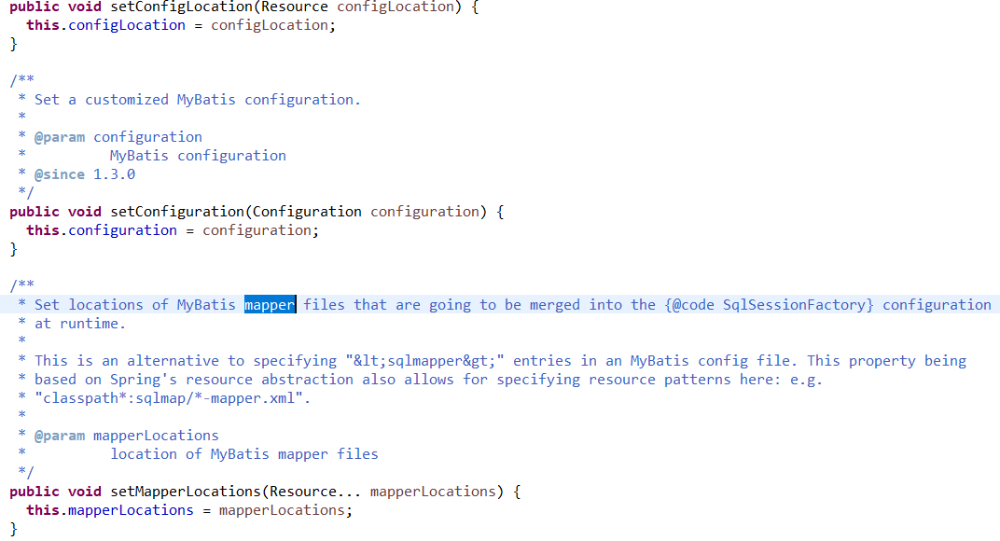 public void setConfigLocation(Resource configLocation) {
this.configLocation = configLocation;
}
/**
* Set a customized MyBatis configuration.
*
* @param configuration
* MyBatis configuration
* @since 1.3.0
*/
public void setConfiguration(Configuration configuration) {
this.configuration = configuration;
}
/**
* Set locations of MyBatis mapper files that are going to be merged into the {@code SqlSessionFactory} configuration
* at runtime.
*
* This is an alternative to specifying "&lt;sqlmapper&gt;" entries in an MyBatis config file. This property being
* based on Spring's resource abstraction also allows for specifying resource patterns here: e.g.
* "classpath*:sqlmap/*-mapper.xml".
*
* @param mapperLocations
* location of MyBatis mapper files
*/
public void setMapperLocations(Resource... mapperLocations) {
this.mapperLocations = mapperLocations;
}